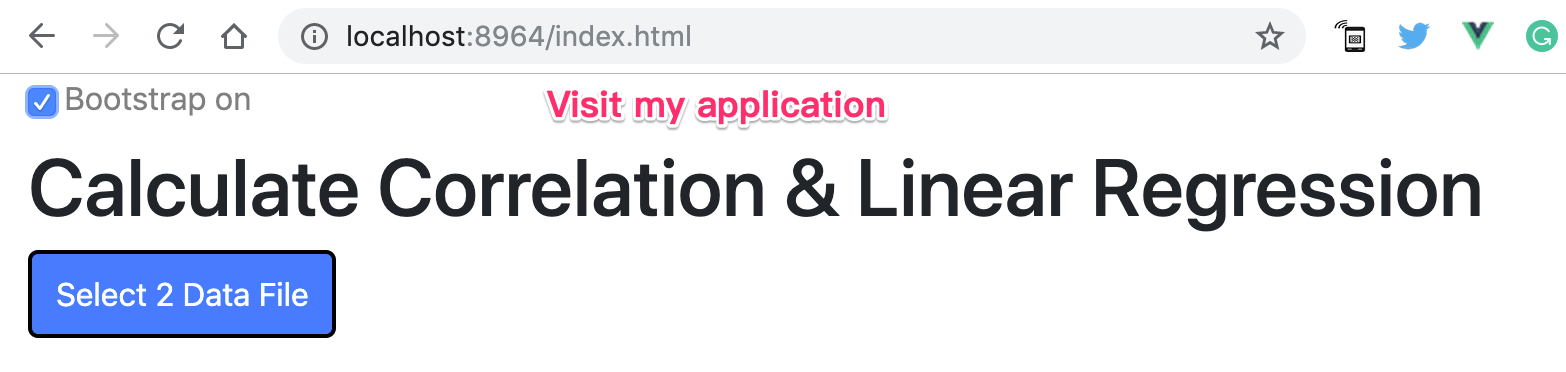 localhost:8964/index.html
Bootstrap on
Visit my application
Calculate Correlation & Linear Regression
Select 2 Data File